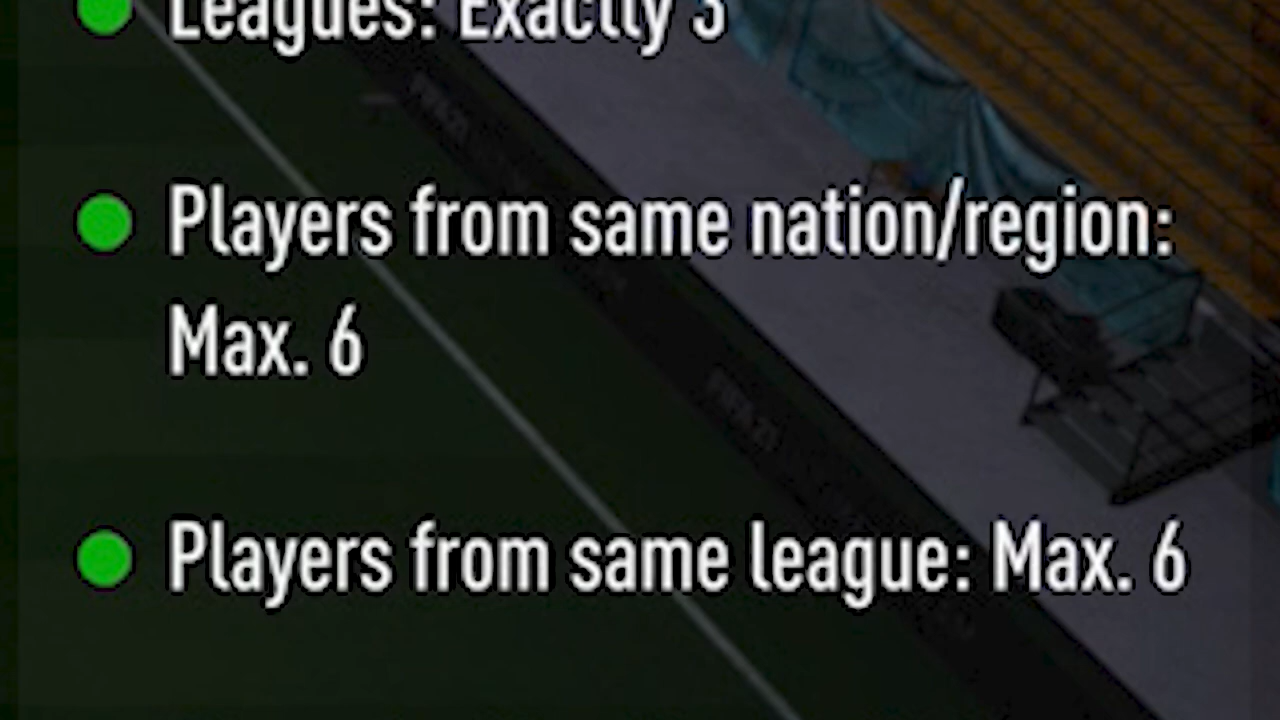 Leagues: Exactly 3
Players from same nation/region:
Max. 6
Players from same league: Max. 6